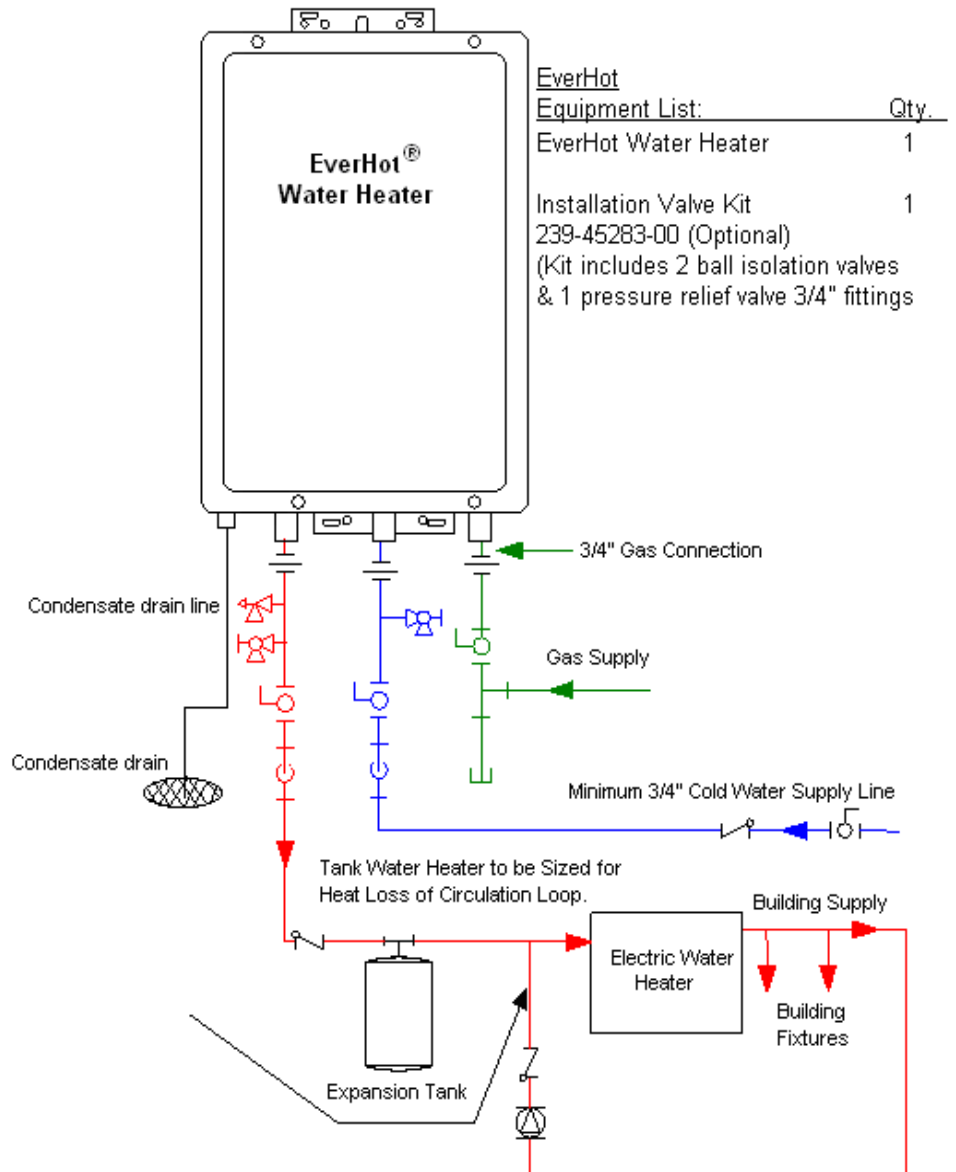 EverHot®
Water Heater
EverHot
Equipment List: Qty.
EverHot Water Heater 1
Installation Valve Kit 1
239-45283-00 (Optional)
(Kit includes 2 ball isolation valves
& 1 pressure relief valve 3/4" fittings
3/4" Gas Connection
Condensate drain line
Gas Supply
Condensate drain
Minimum 3/4" Cold Water Supply Line
Tank Water Heater to be Sized for
Heat Loss of Circulation Loop.
Building Supply
Electric Water
Heater
Building
Fixtures
Expansion Tank